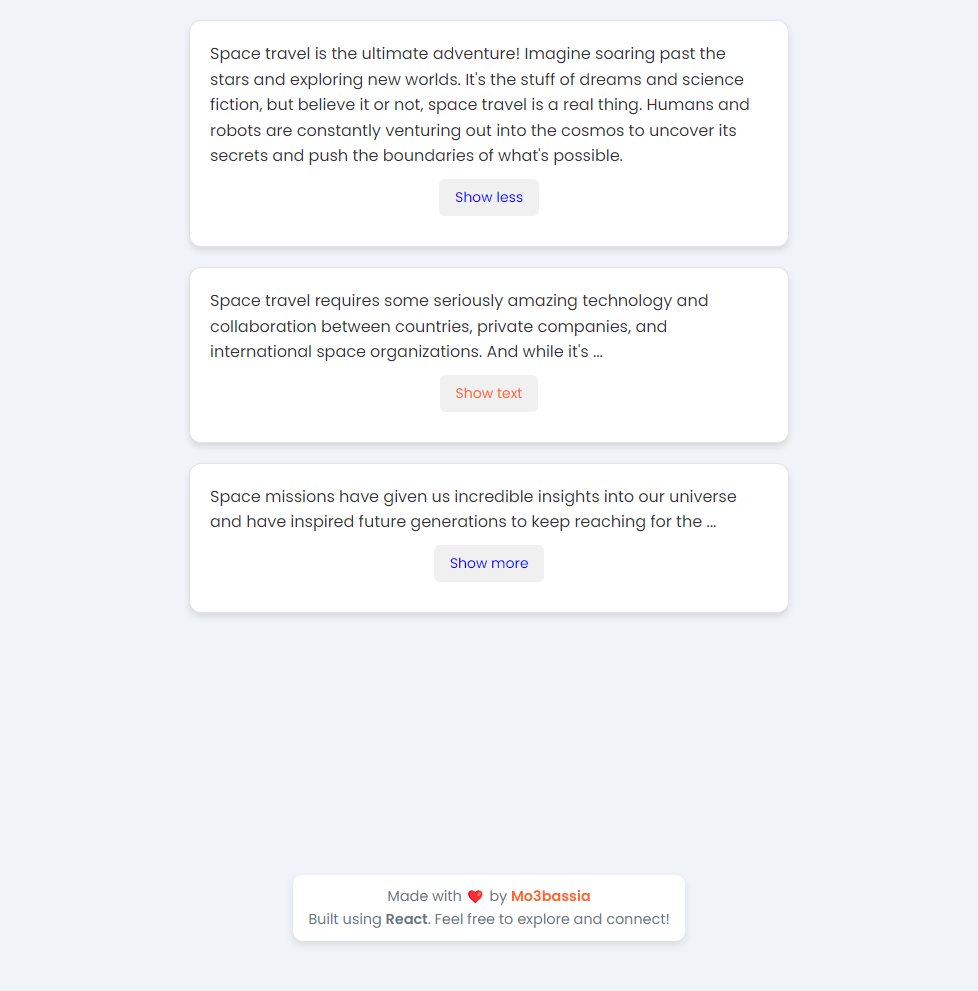 Space travel is the ultimate adventure! Imagine soaring past the
stars and exploring new worlds. It's the stuff of dreams and science
fiction, but believe it or not, space travel is a real thing. Humans and
robots are constantly venturing out into the cosmos to uncover its
secrets and push the boundaries of what's possible.
Show less
Space travel requires some seriously amazing technology and
collaboration between countries, private companies, and
international space organizations. And while it's ...
Show text
Space missions have given us incredible insights into our universe
and have inspired future generations to keep reaching for the ...
Show more
Made with ❤️ by Mo3bassia
Built using React. Feel free to explore and connect!